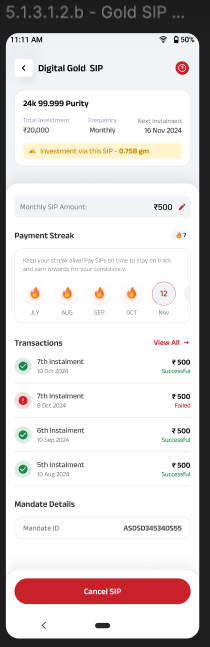 5.1.3.1.2.b - Gold SIP ...
11:11 AM
50%
Digital Gold SIP
24k 99.999 Purity
Total Investment Frequency Next Instalment
₹20,000 Monthly 16 Nov 2024
Investment via this SIP - 0.758 gm
Monthly SIP Amount: ₹500
Payment Streak 7
Keep your streak alive! Pay SIPs on time to stay on track
and earn rewards for your consistency.
12
JLY AUG SEP OCT Nov
Transactions View All →
7th Instalment ₹ 500
10 Oct 2024 Successful
7th Instalment ₹ 500
8 Oct 2024 Failed
6th Instalment ₹ 500
10 Sep 2024 Successful
5th Instalment ₹ 500
10 Aug 2024 Successful
Mandate Details
Mandate ID ASDSD34534DS55
Cancel SIP